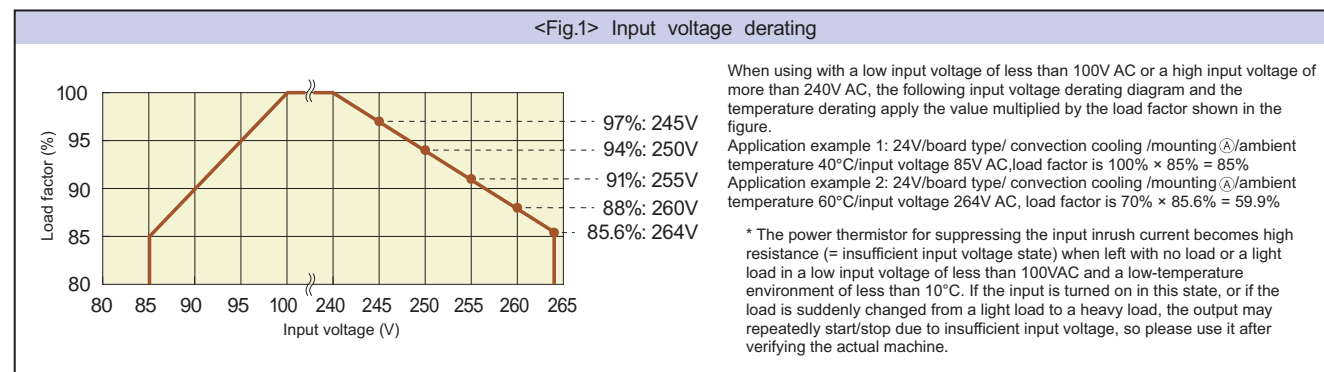 <Fig.1> Input voltage derating
100
95
90
85
80
Load factor (%)
80 85 90 95 100 240 245 250 255 260 265
Input voltage (V)
97%: 245V
94%: 250V
91%: 255V
88%: 260V
85.6%: 264V
When using with a low input voltage of less than 100V AC or a high input voltage of
more than 240V AC, the following input voltage derating diagram and the
temperature derating apply the value multiplied by the load factor shown in the
figure.
Application example 1: 24V/board type/ convection cooling /mountingⒶ/ambient
temperature 40°C/input voltage 85V AC,load factor is 100% × 85% = 85%
Application example 2: 24V/board type/ convection cooling /mountingⒶ/ambient
temperature 60°C/input voltage 264V AC, load factor is 70% × 85.6% = 59.9%
* The power thermistor for suppressing the input inrush current becomes high
resistance (= insufficient input voltage state) when left with no load or a light
load in a low input voltage of less than 100VAC and a low-temperature
environment of less than 10°C. If the input is turned on in this state, or if the
load is suddenly changed from a light load to a heavy load, the output may
repeatedly start/stop due to insufficient input voltage, so please use it after
verifying the actual machine.